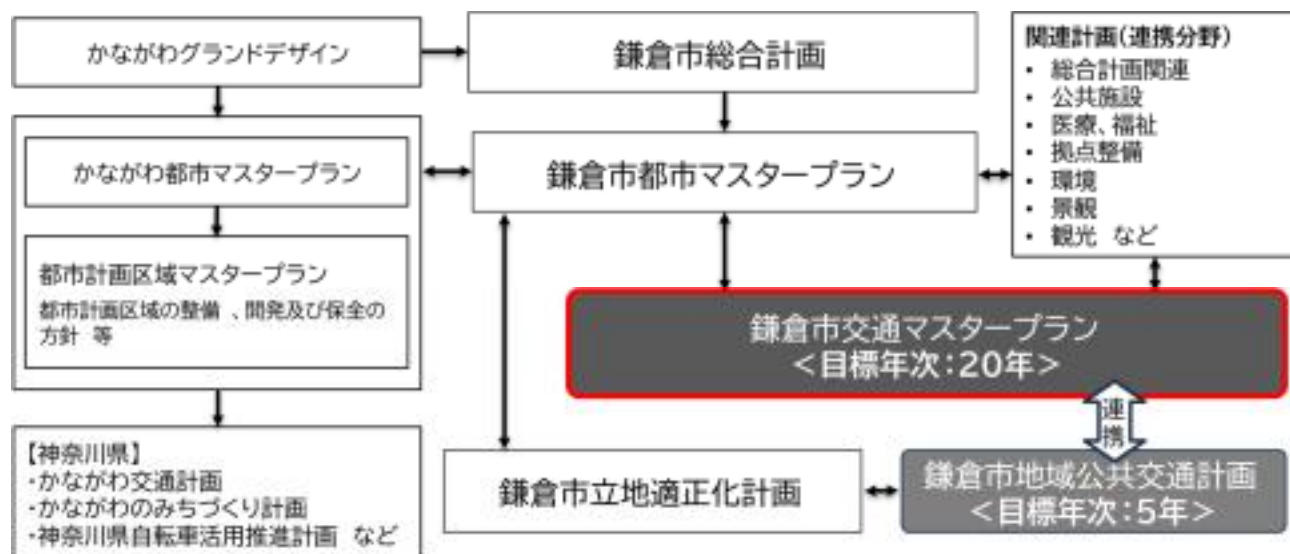 かながわグランドデザイン
鎌倉市総合計画
関連計画(連携分野)
• 総合計画関連
• 公共施設
• 医療、福祉
• 拠点整備
• 環境
• 景観
• 観光 など
かながわ都市マスタープラン
鎌倉市都市マスタープラン
都市計画区域マスタープラン
都市計画区域の整備 、開発及び保全の
方針 等
鎌倉市交通マスタープラン
<目標年次:20年>
連
携
【神奈川県】
・かながわ交通計画
・かながわのみちづくり計画
・神奈川県自転車活用推進計画 など
鎌倉市立地適正化計画
鎌倉市地域公共交通計画
<目標年次:5年>